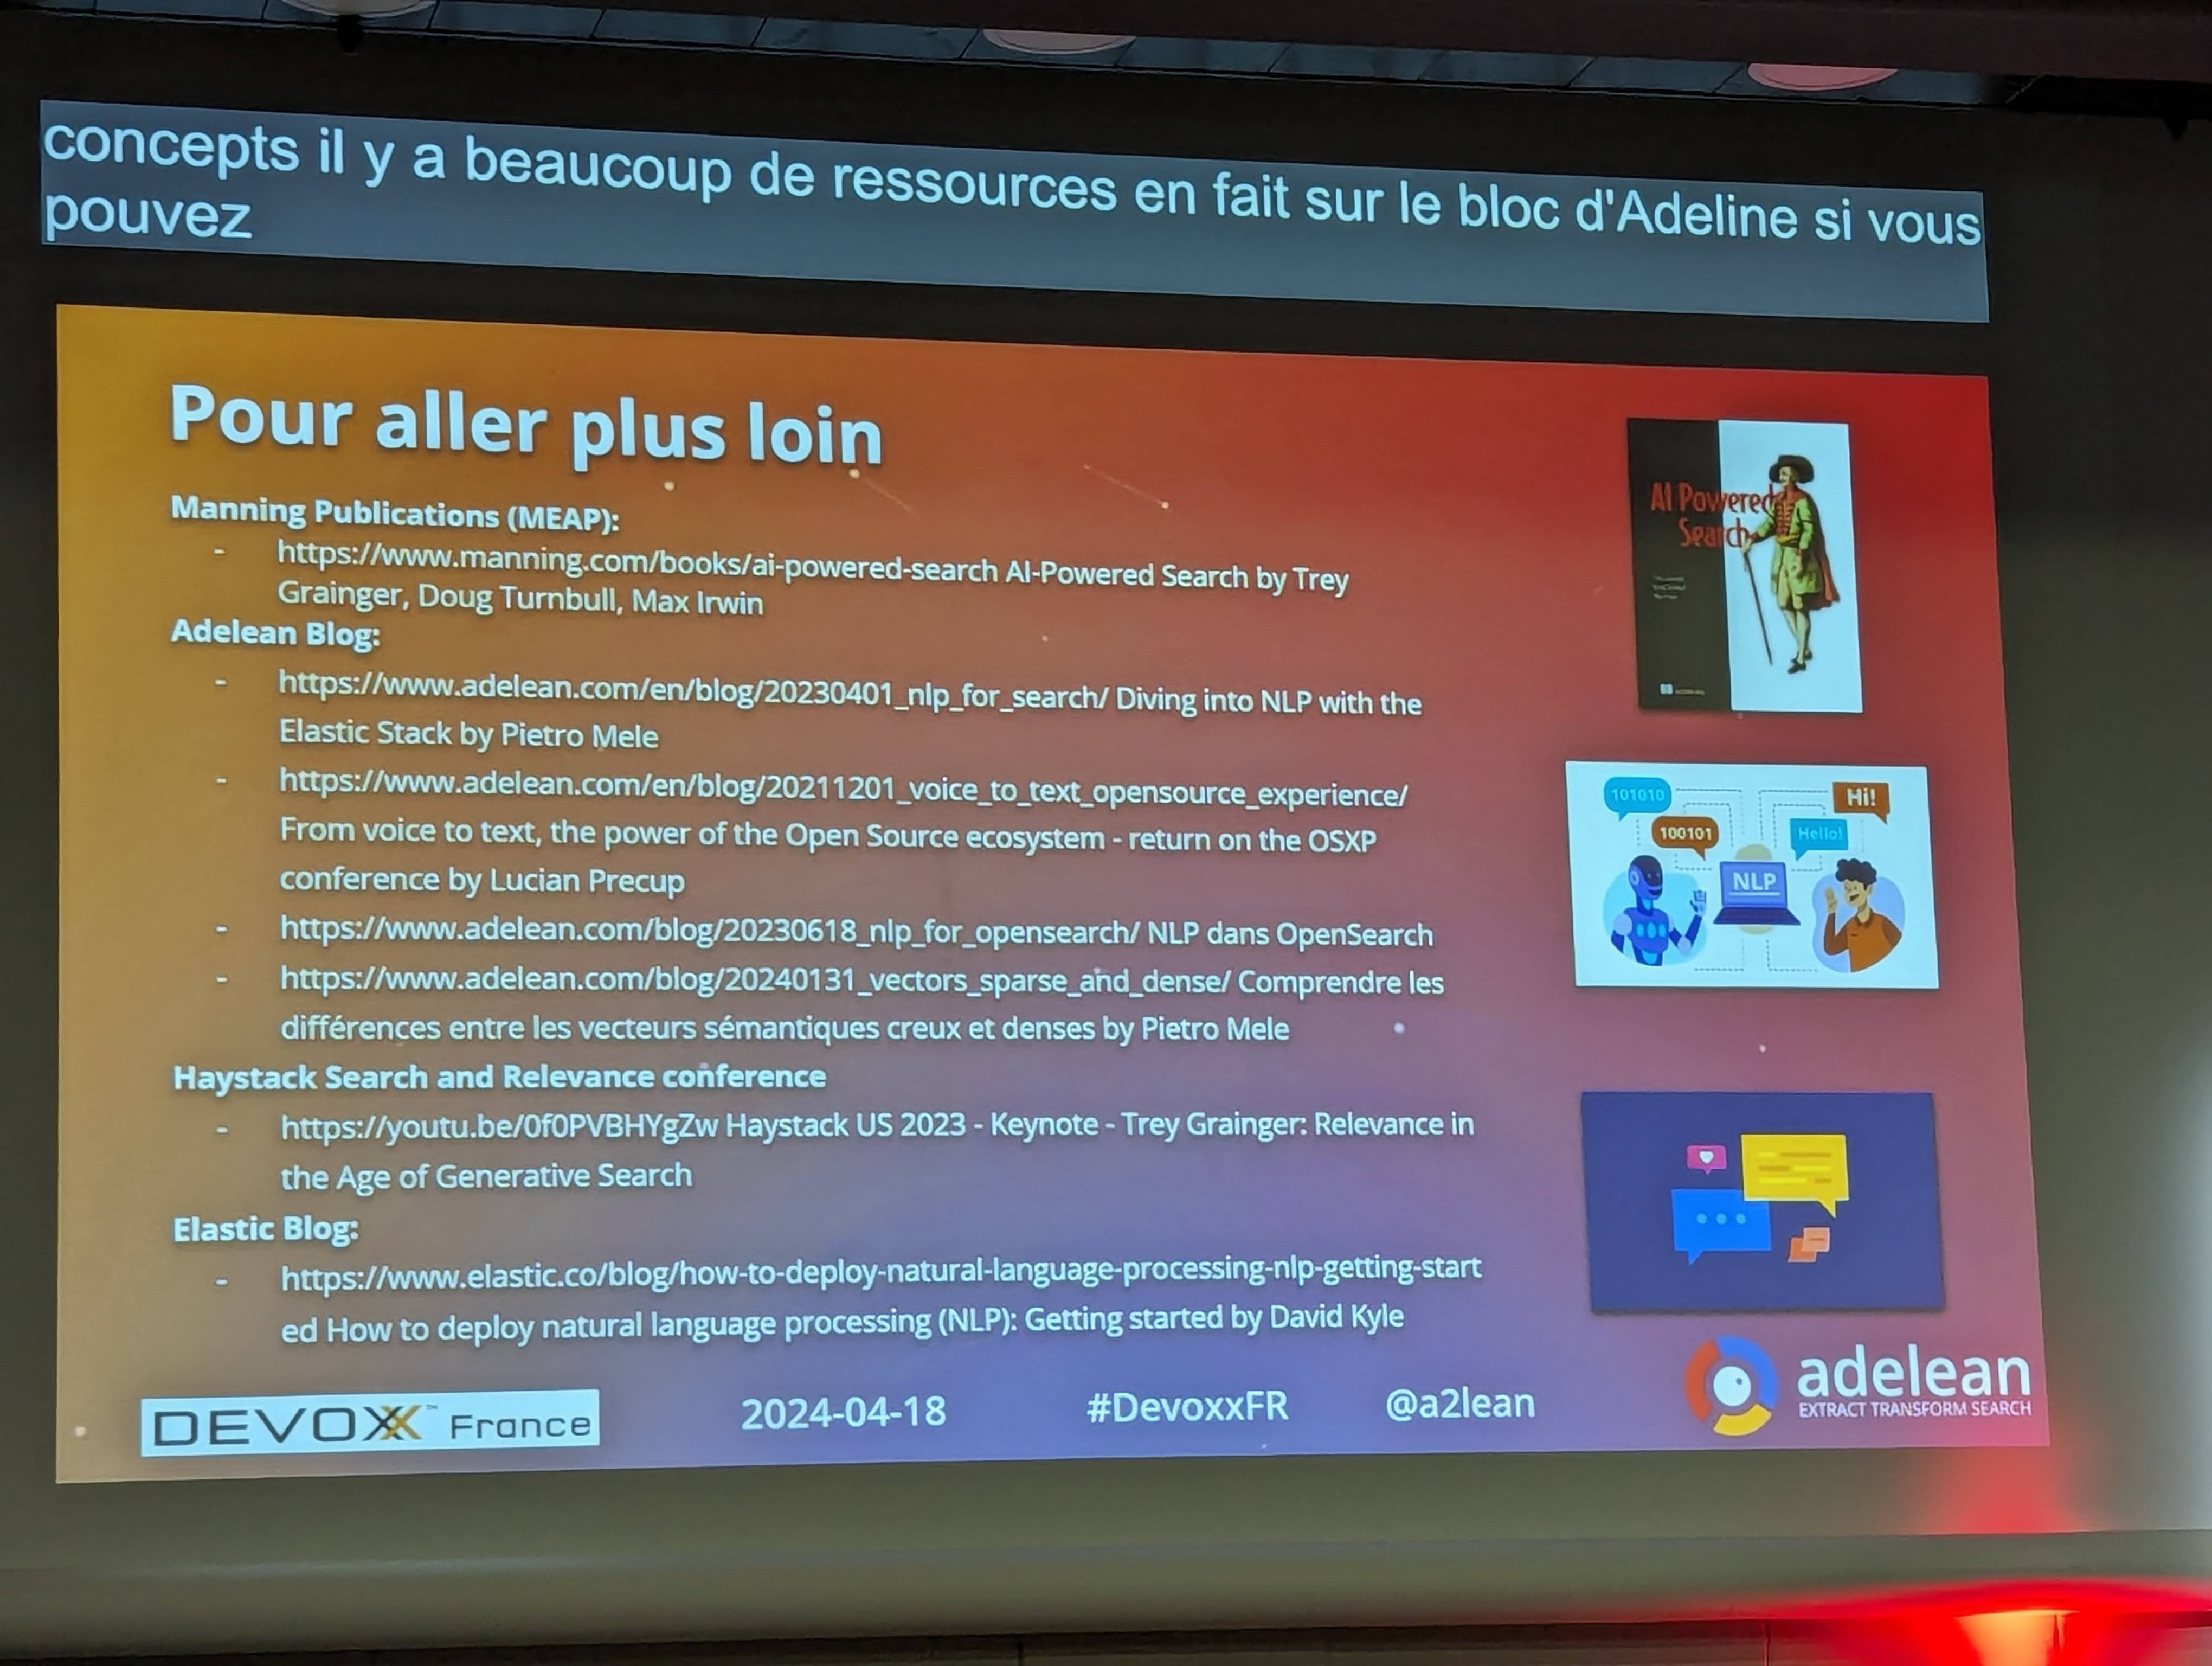 concepts il y a beaucoup de ressources en fait sur le bloc d'Adeline si vous
pouvez
Pour aller plus loin
Manning Publications (MEAP):
- https://www.manning.com/books/ai-powered-search AI-Powered Search by Trey
Grainger, Doug Turnbull, Max Irwin
Adelean Blog:
- https://www.adelean.com/en/blog/20230401_nlp_for_search/ Diving into NLP with the
Elastic Stack by Pietro Mele
- https://www.adelean.com/en/blog/20211201_voice_to_text_opensource_experience/
From voice to text, the power of the Open Source ecosystem - return on the OSXP
conference by Lucian Precup
- https://www.adelean.com/blog/20230618_nlp_for_opensearch/ NLP dans OpenSearch
- https://www.adelean.com/blog/20240131_vectors_sparse_and_dense/ Comprendre les
différences entre les vecteurs sémantiques creux et denses by Pietro Mele
Haystack Search and Relevance conference
- https://youtu.be/0f0PVBHYgZw Haystack US 2023 - Keynote - Trey Grainger: Relevance in
the Age of Generative Search
Elastic Blog:
- https://www.elastic.co/blog/how-to-deploy-natural-language-processing-nlp-getting-start
ed How to deploy natural language processing (NLP): Getting started by David Kyle
AI Powered
Search
101010
Hi!
100101
Hello!
NLP
DEVOXX™ France
2024-04-18
#DevoxxFR
@a2lean
adelean
EXTRACT TRANSFORM SEARCH